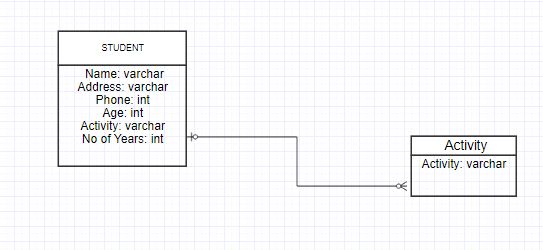 STUDENT
Name: varchar
Address: varchar
Phone: int
Age: int
Activity: varchar
No of Years: int
Activity
Activity: varchar